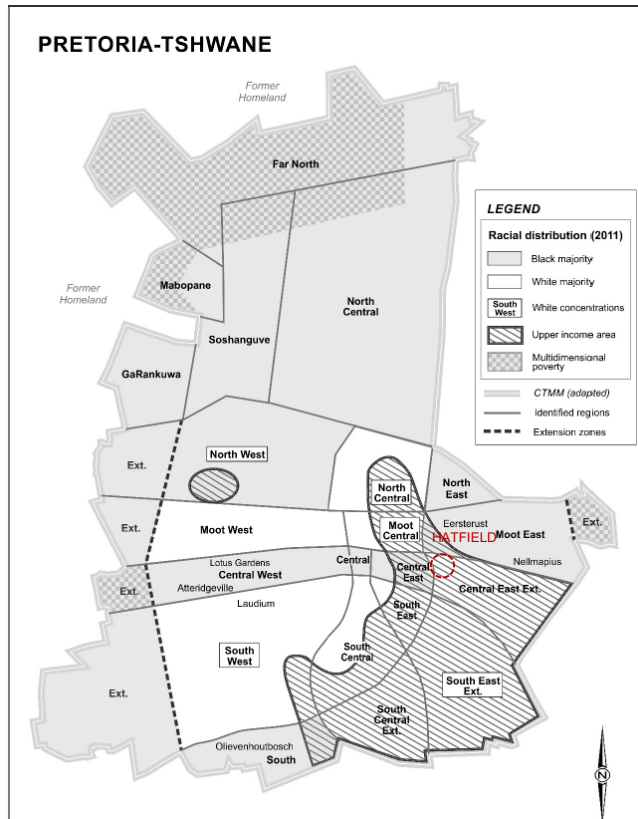 PRETORIA-TSHWANE
Former
Homeland
Far North
LEGEND
Racial distribution (2011)
Black majority
White majority
South
West
White concentrations
Upper income area
Multidimensional
poverty
CTMM (adapted)
Identified regions
Extension zones
Former
Homeland
Mabopane
North
Central
Soshanguve
GaRankuwa
Ext.
North West
North
Central
North
East
Ext.
Moot West
Moot
Central
Eersterust
Moot East
Ext.
HATFIELD
Nellmapius
Lotus Gardens
Central West
Atteridgeville
Central
Central
East
Central East Ext.
Ext.
Laudium
South
East
South
West
South
Central
South East
Ext.
Ext.
South
Central
Ext.
Olievenhoutbosch
South
N